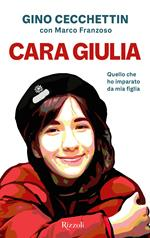 GINO CECCHETTIN
con Marco Franzoso
CARA GIULIA
Quello che
ho imparato
da mia figlia
Rizzoli